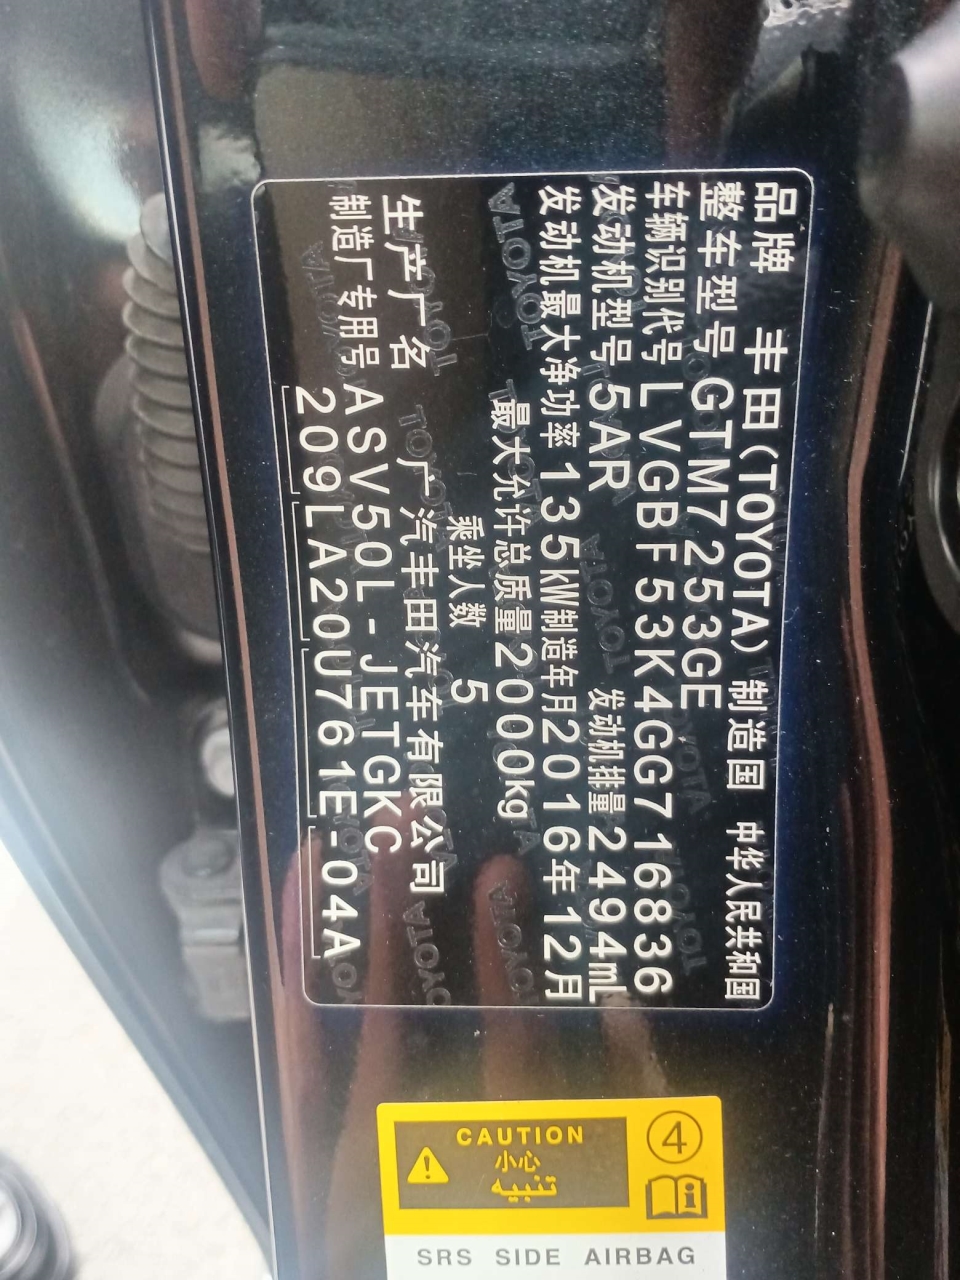 品牌 丰田(TOYOTA) 制造国 中华人民共和国
整车型号 GTM7253GE
车辆识别代号 LVGBF53K4GG716836
发动机型号 5AR 发动机排量 2494mL
发动机最大净功率 135kW 制造年月 2016年12月
最大允许总质量 2000kg
乘坐人数 5
生产厂名 广汽丰田汽车有限公司
制造厂专用号 ASV50L-JETGKC
209LA20U761E-04A
CAUTION
小心
تنبيه
④
SRS SIDE AIRBAG